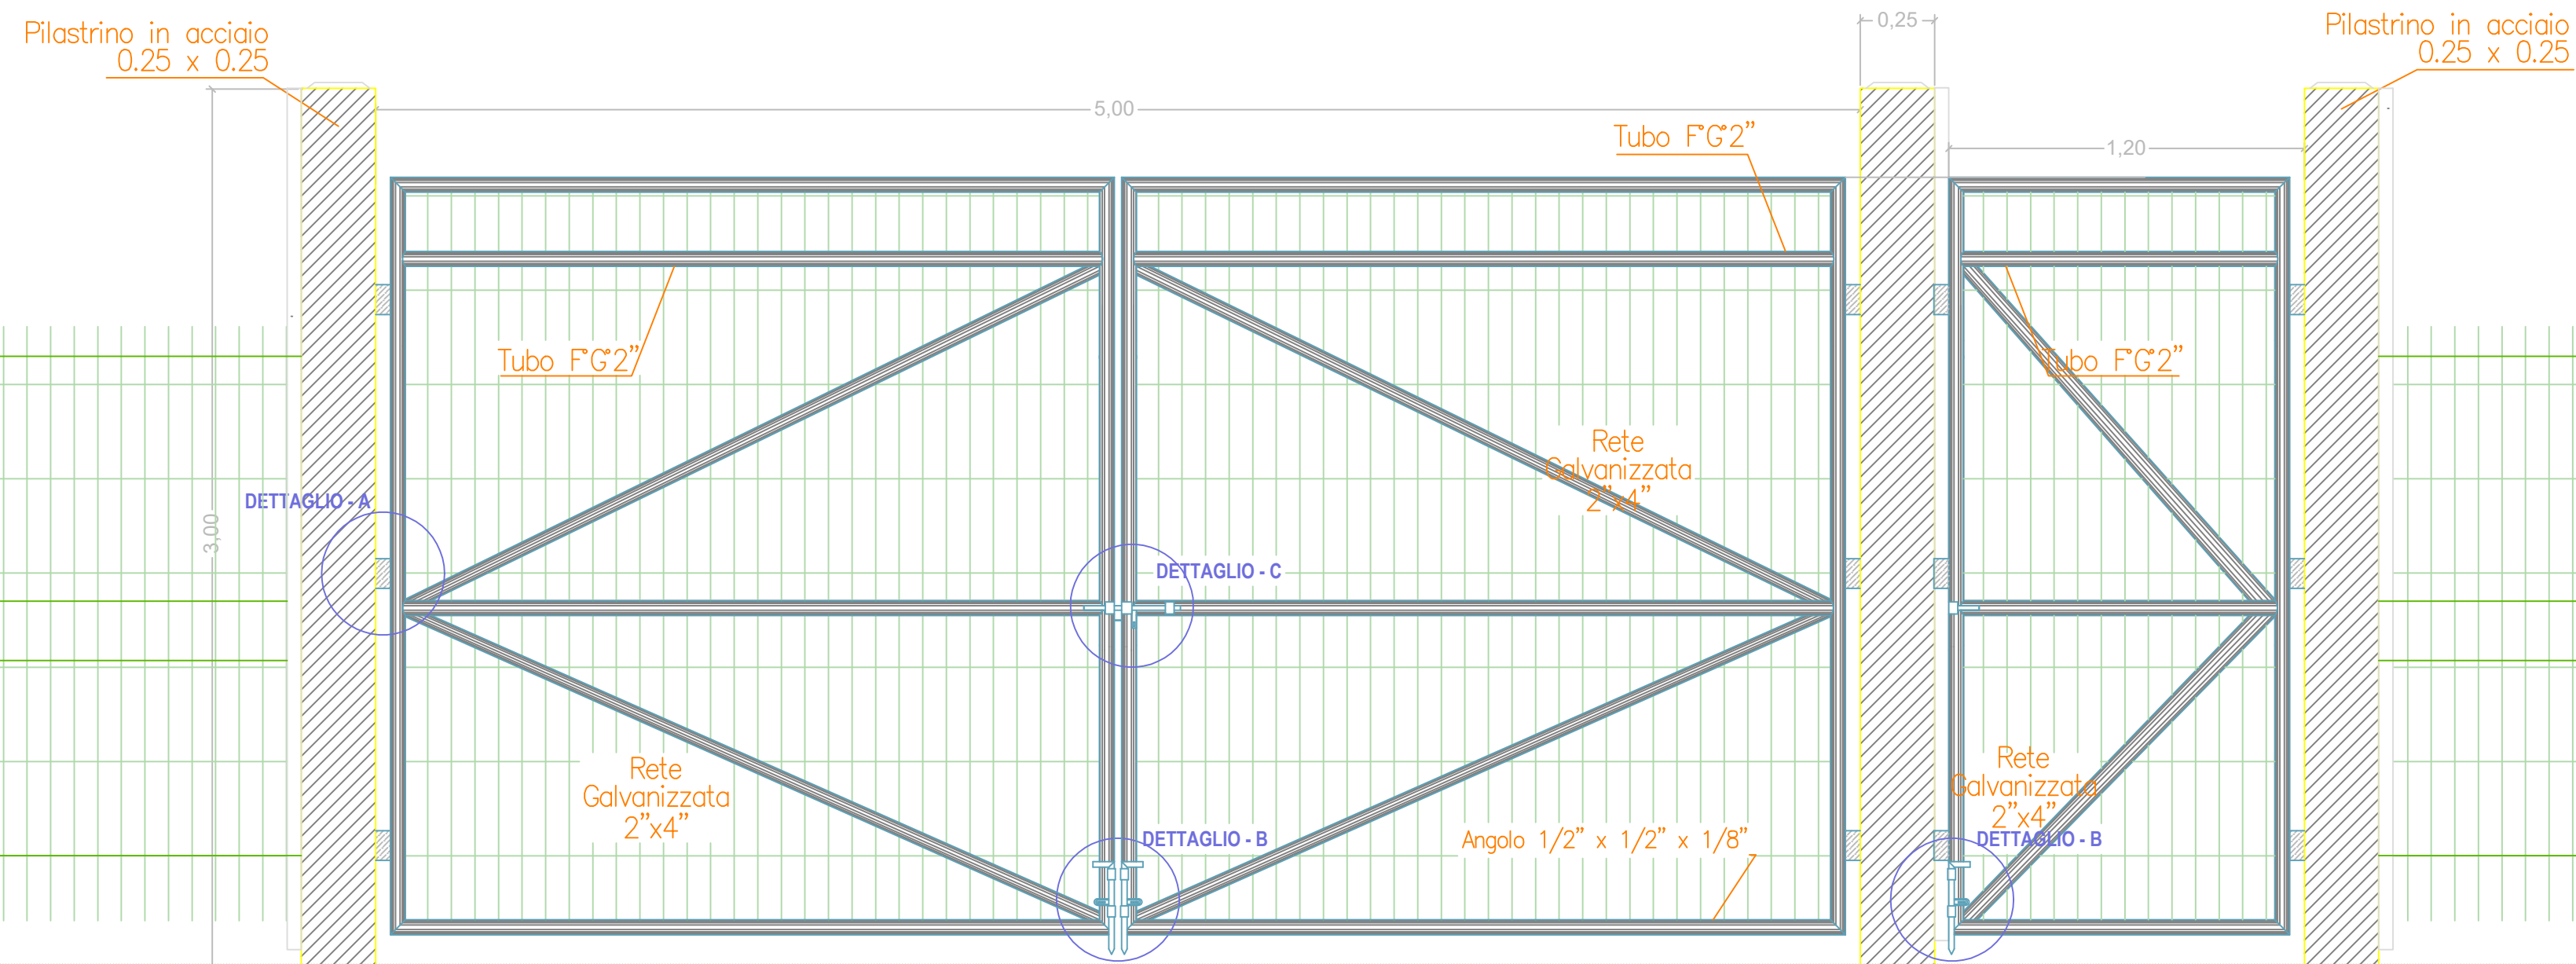 Pilastrino in acciaio
0.25 x 0.25
0,25
Pilastrino in acciaio
0.25 x 0.25
5,00
Tubo F°G°2”
1,20
Tubo F°G°2”
Tubo F°G°2”
Rete
Galvanizzata
2”x4”
DETTAGLIO - A
3,00
DETTAGLIO - C
Rete
Galvanizzata
2”x4”
Rete
Galvanizzata
2”x4”
DETTAGLIO - B
Angolo 1/2” x 1/2” x 1/8”
DETTAGLIO - B